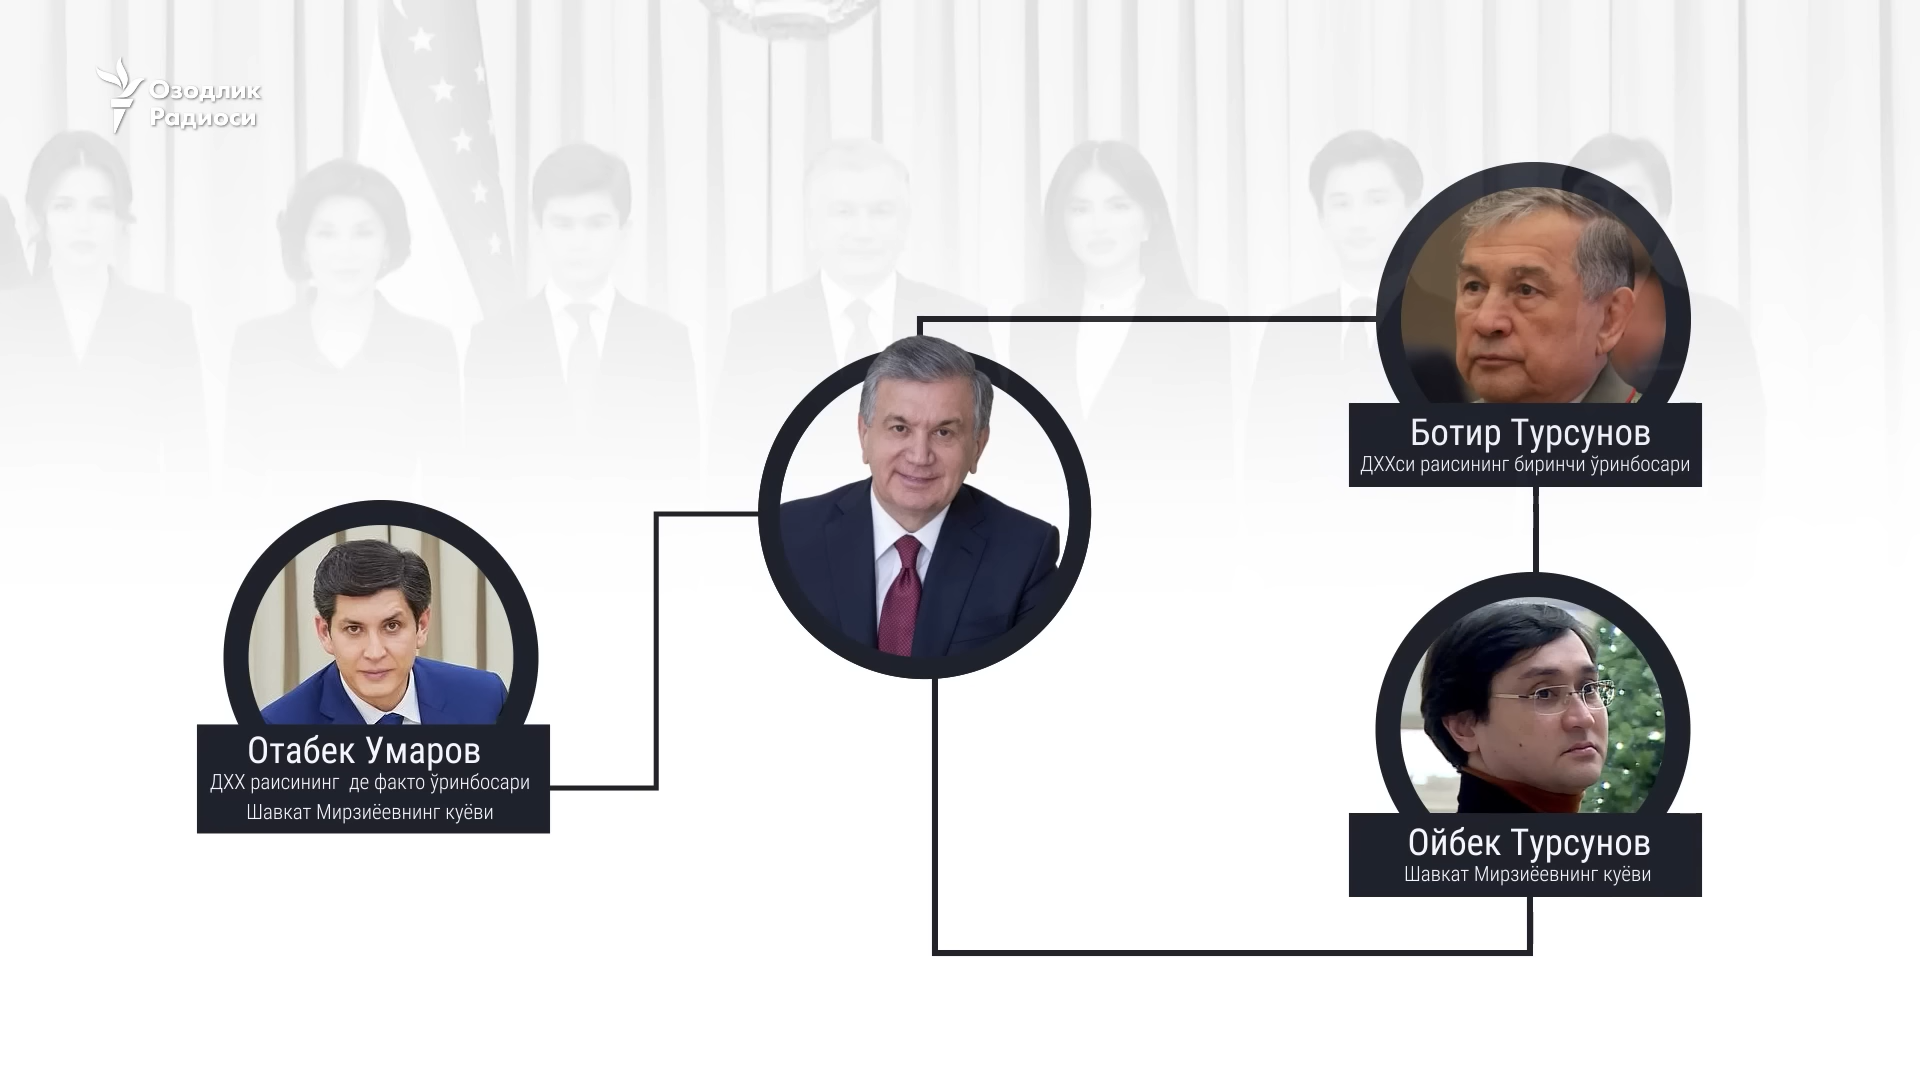 Озодлик
Радиоси
Ботир Турсунов
ДХХси раисининг биринчи ўринбосари
Отабек Умаров
ДХХ раисининг де факто ўринбосари
Шавкат Мирзиёевнинг куёви
Ойбек Турсунов
Шавкат Мирзиёевнинг куёви